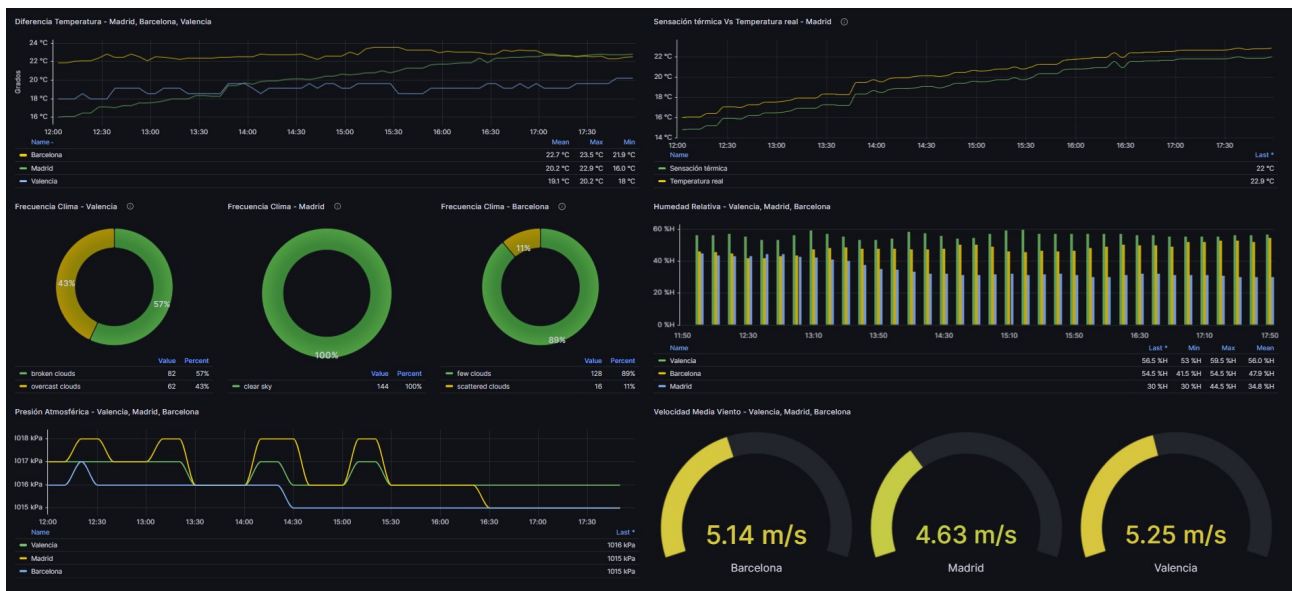 Diferencia Temperatura - Madrid, Barcelona, Valencia
Grados
24 °C
22 °C
20 °C
18 °C
16 °C
12:00 12:30 13:00 13:30 14:00 14:30 15:00 15:30 16:00 16:30 17:00 17:30
Name Mean Max Min
Barcelona 22.7 °C 23.5 °C 21.9 °C
Madrid 20.2 °C 22.9 °C 16.0 °C
Valencia 19.1 °C 20.2 °C 18 °C
Sensación térmica Vs Temperatura real - Madrid
22 °C
20 °C
18 °C
16 °C
14 °C
12:00 12:30 13:00 13:30 14:00 14:30 15:00 15:30 16:00 16:30 17:00 17:30
Name Last *
Sensación térmica 22 °C
Temperatura real 22.9 °C
Frecuencia Clima - Valencia
43%
57%
Value Percent
broken clouds 82 57%
overcast clouds 62 43%
Frecuencia Clima - Madrid
100%
Value Percent
clear sky 144 100%
Frecuencia Clima - Barcelona
11%
89%
Value Percent
few clouds 128 89%
scattered clouds 16 11%
Humedad Relativa - Valencia, Madrid, Barcelona
60 %H
40 %H
20 %H
0 %H
11:50 12:30 13:10 13:50 14:30 15:10 15:50 16:30 17:10 17:50
Name Last * Min Max Mean
Valencia 56.5 %H 53 %H 59.5 %H 56.0 %H
Barcelona 54.5 %H 41.5 %H 54.5 %H 47.9 %H
Madrid 30 %H 30 %H 44.5 %H 34.8 %H
Presión Atmosférica - Valencia, Madrid, Barcelona
1018 kPa
1017 kPa
1016 kPa
1015 kPa
12:00 12:30 13:00 13:30 14:00 14:30 15:00 15:30 16:00 16:30 17:00 17:30
Name Last *
Valencia 1016 kPa
Madrid 1015 kPa
Barcelona 1015 kPa
Velocidad Media Viento - Valencia, Madrid, Barcelona
5.14 m/s
Barcelona
4.63 m/s
Madrid
5.25 m/s
Valencia